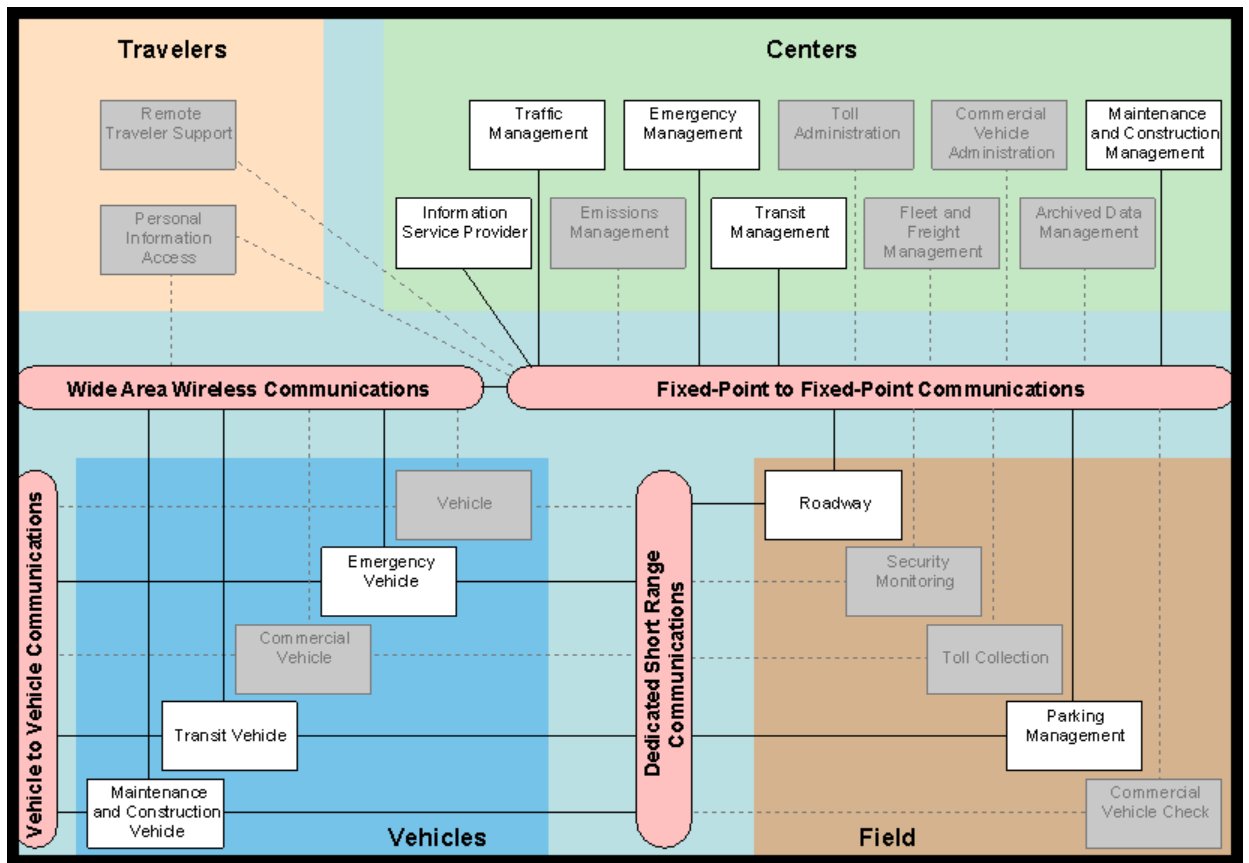 Travelers
Centers
Remote
Traveler Support
Traffic
Management
Emergency
Management
Toll
Administration
Commercial
Vehicle
Administration
Maintenance
and Construction
Management
Personal
Information
Access
Information
Service Provider
Emissions
Management
Transit
Management
Fleet and
Freight
Management
Archived Data
Management
Wide Area Wireless Communications
Fixed-Point to Fixed-Point Communications
Vehicle to Vehicle Communications
Vehicle
Emergency
Vehicle
Commercial
Vehicle
Transit Vehicle
Maintenance
and Construction
Vehicle
Vehicles
Dedicated Short Range
Communications
Roadway
Security
Monitoring
Toll Collection
Parking
Management
Commercial
Vehicle Check
Field